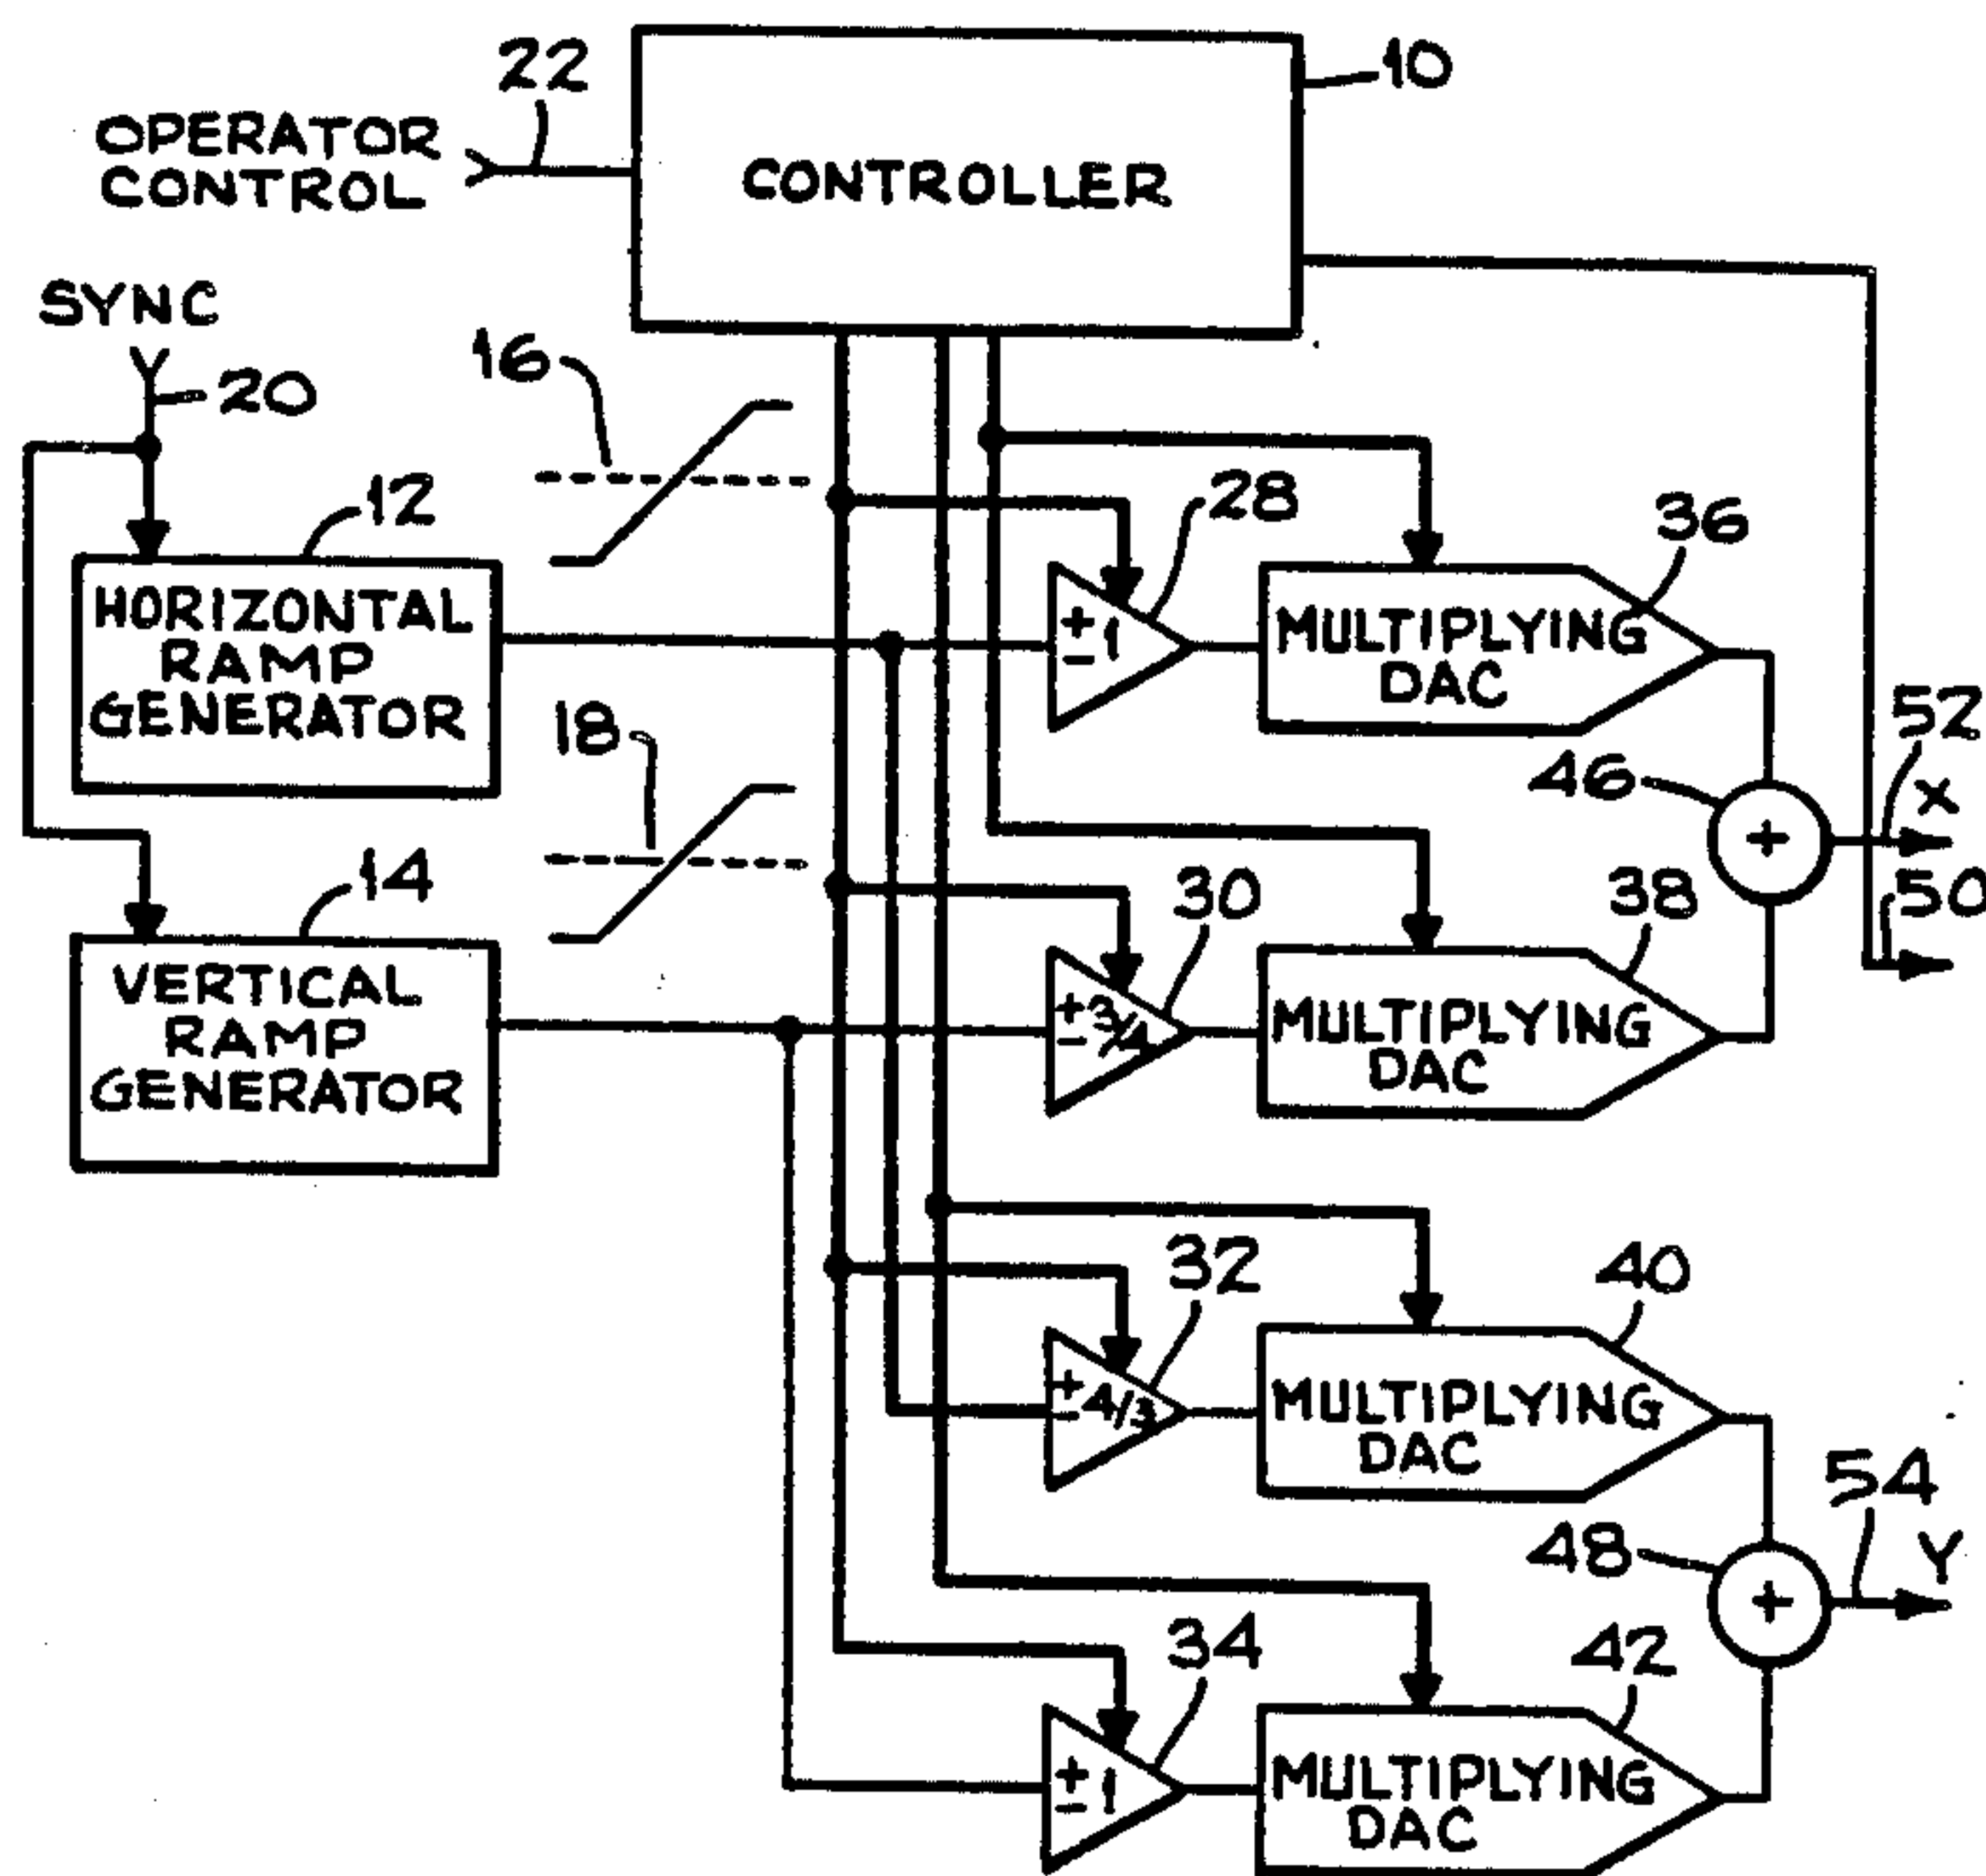 22
10
OPERATOR
CONTROL
CONTROLLER
SYNC
16
20
12
28
36
HORIZONTAL
RAMP
GENERATOR
± 1
MULTIPLYING
DAC
18
52
46
X
+
14
30
38
50
VERTICAL
RAMP
GENERATOR
± 3/4
MULTIPLYING
DAC
32
40
± 4/3
MULTIPLYING
DAC
54
48
Y
+
34
42
± 1
MULTIPLYING
DAC